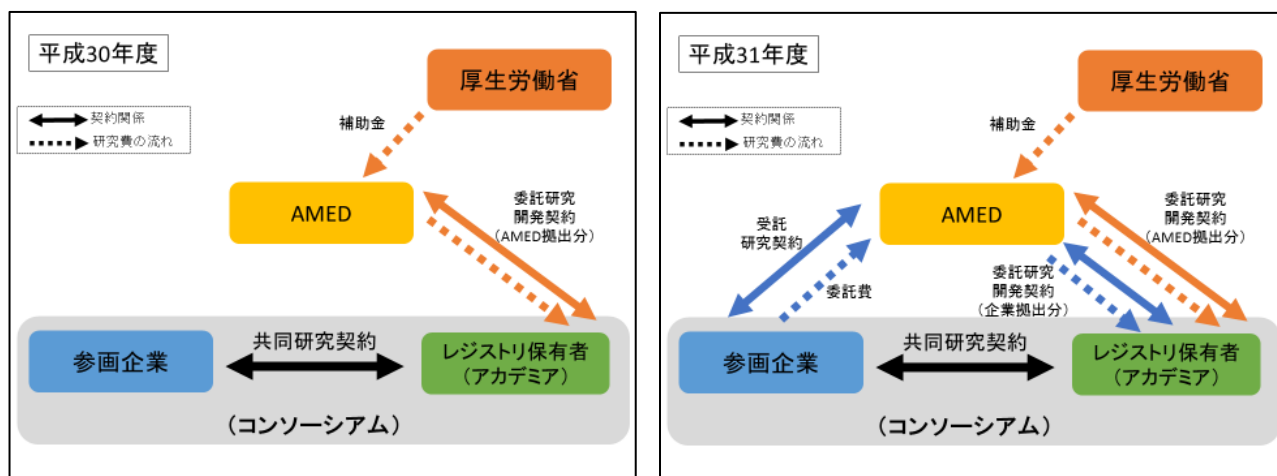 平成30年度
厚生労働省
契約関係
研究費の流れ
補助金
AMED
委託研究
開発契約
(AMED拠出分)
参画企業
共同研究契約
レジストリ保有者
(アカデミア)
(コンソーシアム)
平成31年度
厚生労働省
契約関係
研究費の流れ
補助金
AMED
受託
研究契約
委託費
委託研究
開発契約
(企業拠出分)
委託研究
開発契約
(AMED拠出分)
参画企業
共同研究契約
レジストリ保有者
(アカデミア)
(コンソーシアム)